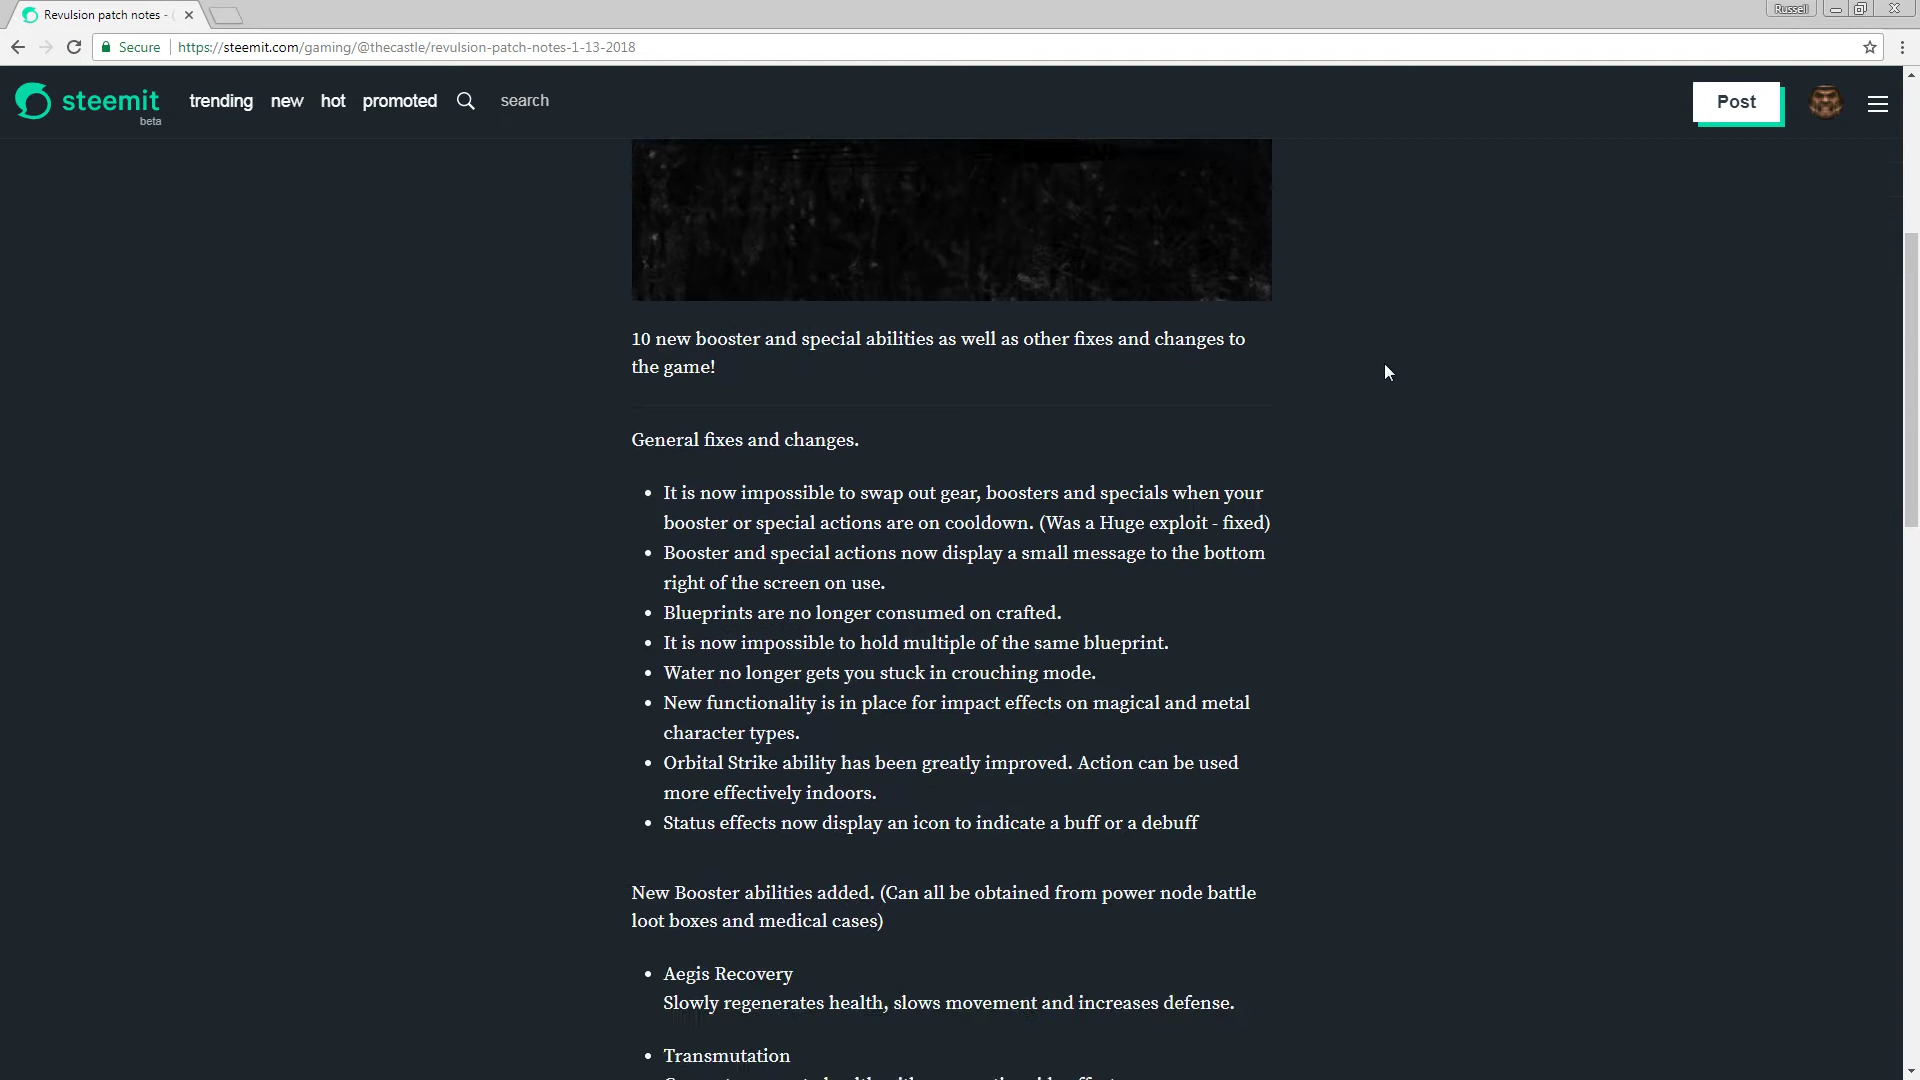 Revulsion patch notes - (
Russell
Secure
https://steemit.com/gaming/@thecastle/revulsion-patch-notes-1-13-2018
steemit
beta
trending
new
hot
promoted
search
Post
10 new booster and special abilities as well as other fixes and changes to
the game!
General fixes and changes.
• It is now impossible to swap out gear, boosters and specials when your
booster or special actions are on cooldown. (Was a Huge exploit - fixed)
• Booster and special actions now display a small message to the bottom
right of the screen on use.
• Blueprints are no longer consumed on crafted.
• It is now impossible to hold multiple of the same blueprint.
• Water no longer gets you stuck in crouching mode.
• New functionality is in place for impact effects on magical and metal
character types.
• Orbital Strike ability has been greatly improved. Action can be used
more effectively indoors.
• Status effects now display an icon to indicate a buff or a debuff
New Booster abilities added. (Can all be obtained from power node battle
loot boxes and medical cases)
• Aegis Recovery
Slowly regenerates health, slows movement and increases defense.
• Transmutation